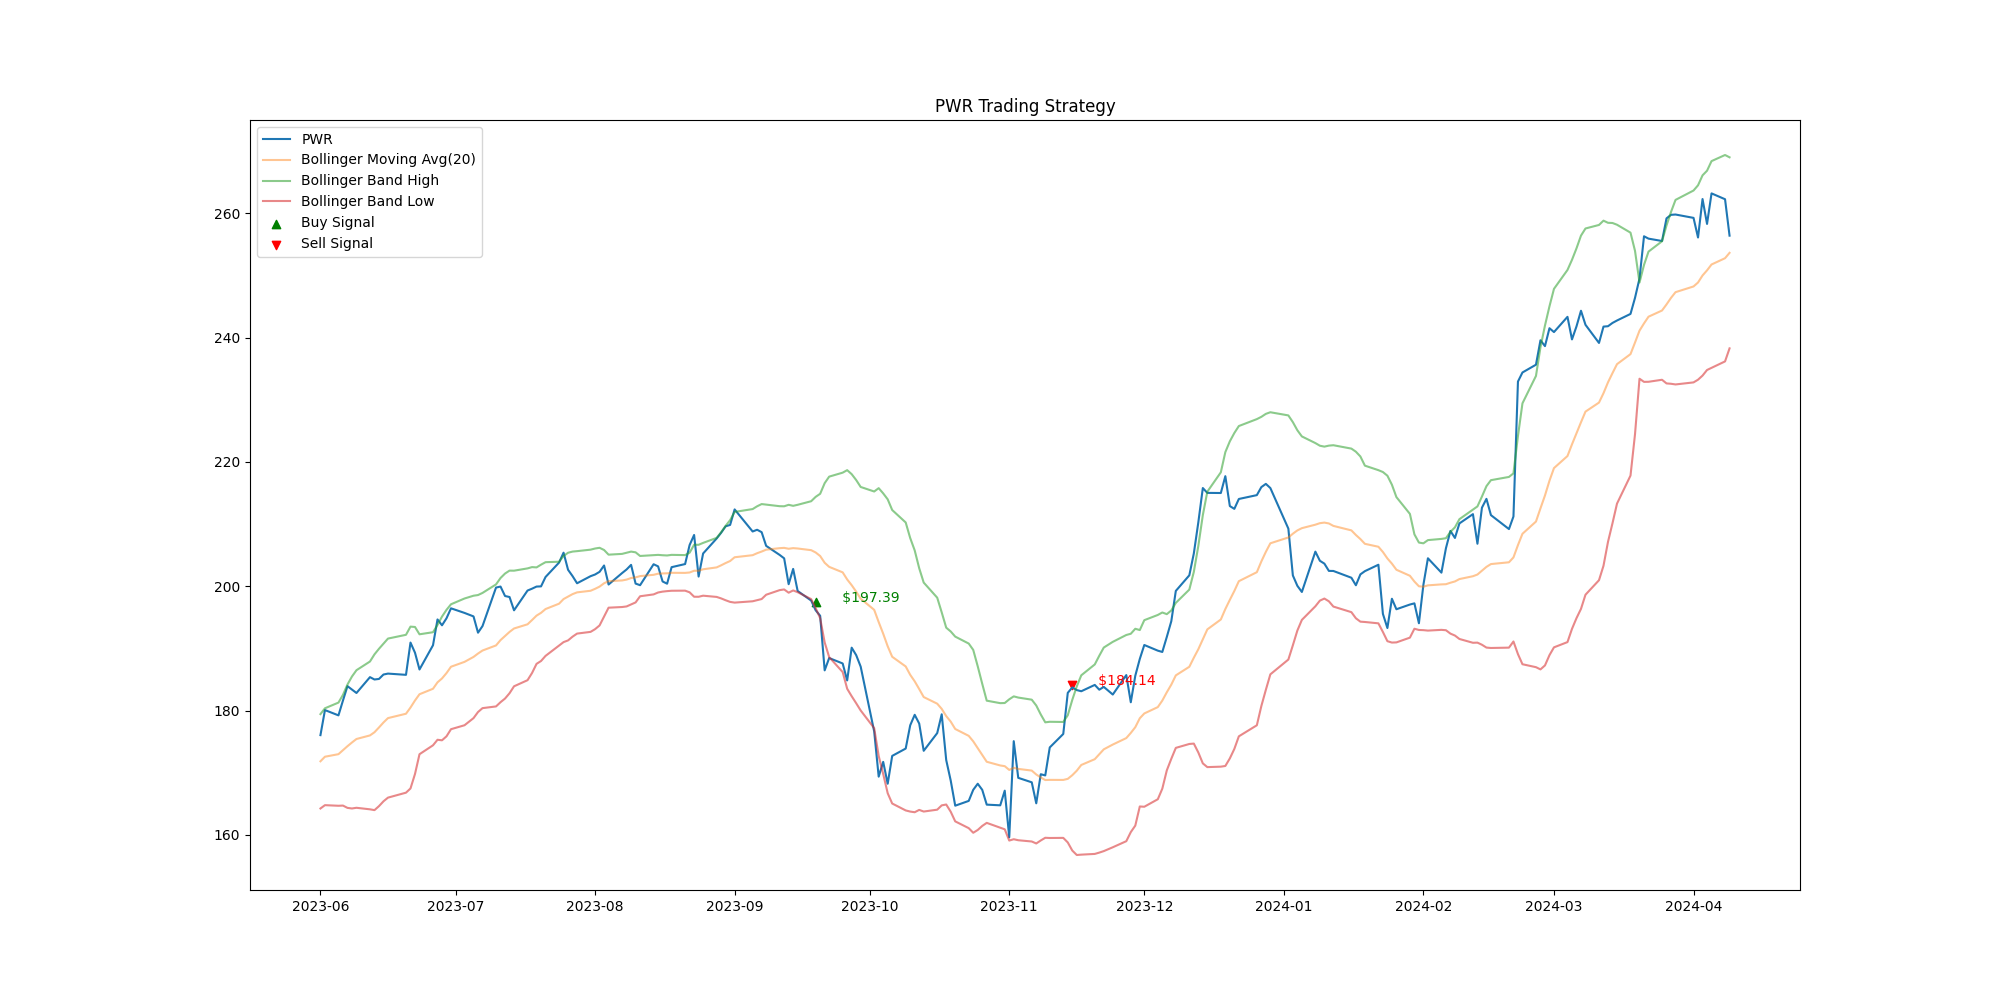 PWR Trading Strategy
PWR
Bollinger Moving Avg(20)
Bollinger Band High
Bollinger Band Low
Buy Signal
Sell Signal
260
240
220
200
180
160
$197.39
$184.14
2023-06 2023-07 2023-08 2023-09 2023-10 2023-11 2023-12 2024-01 2024-02 2024-03 2024-04